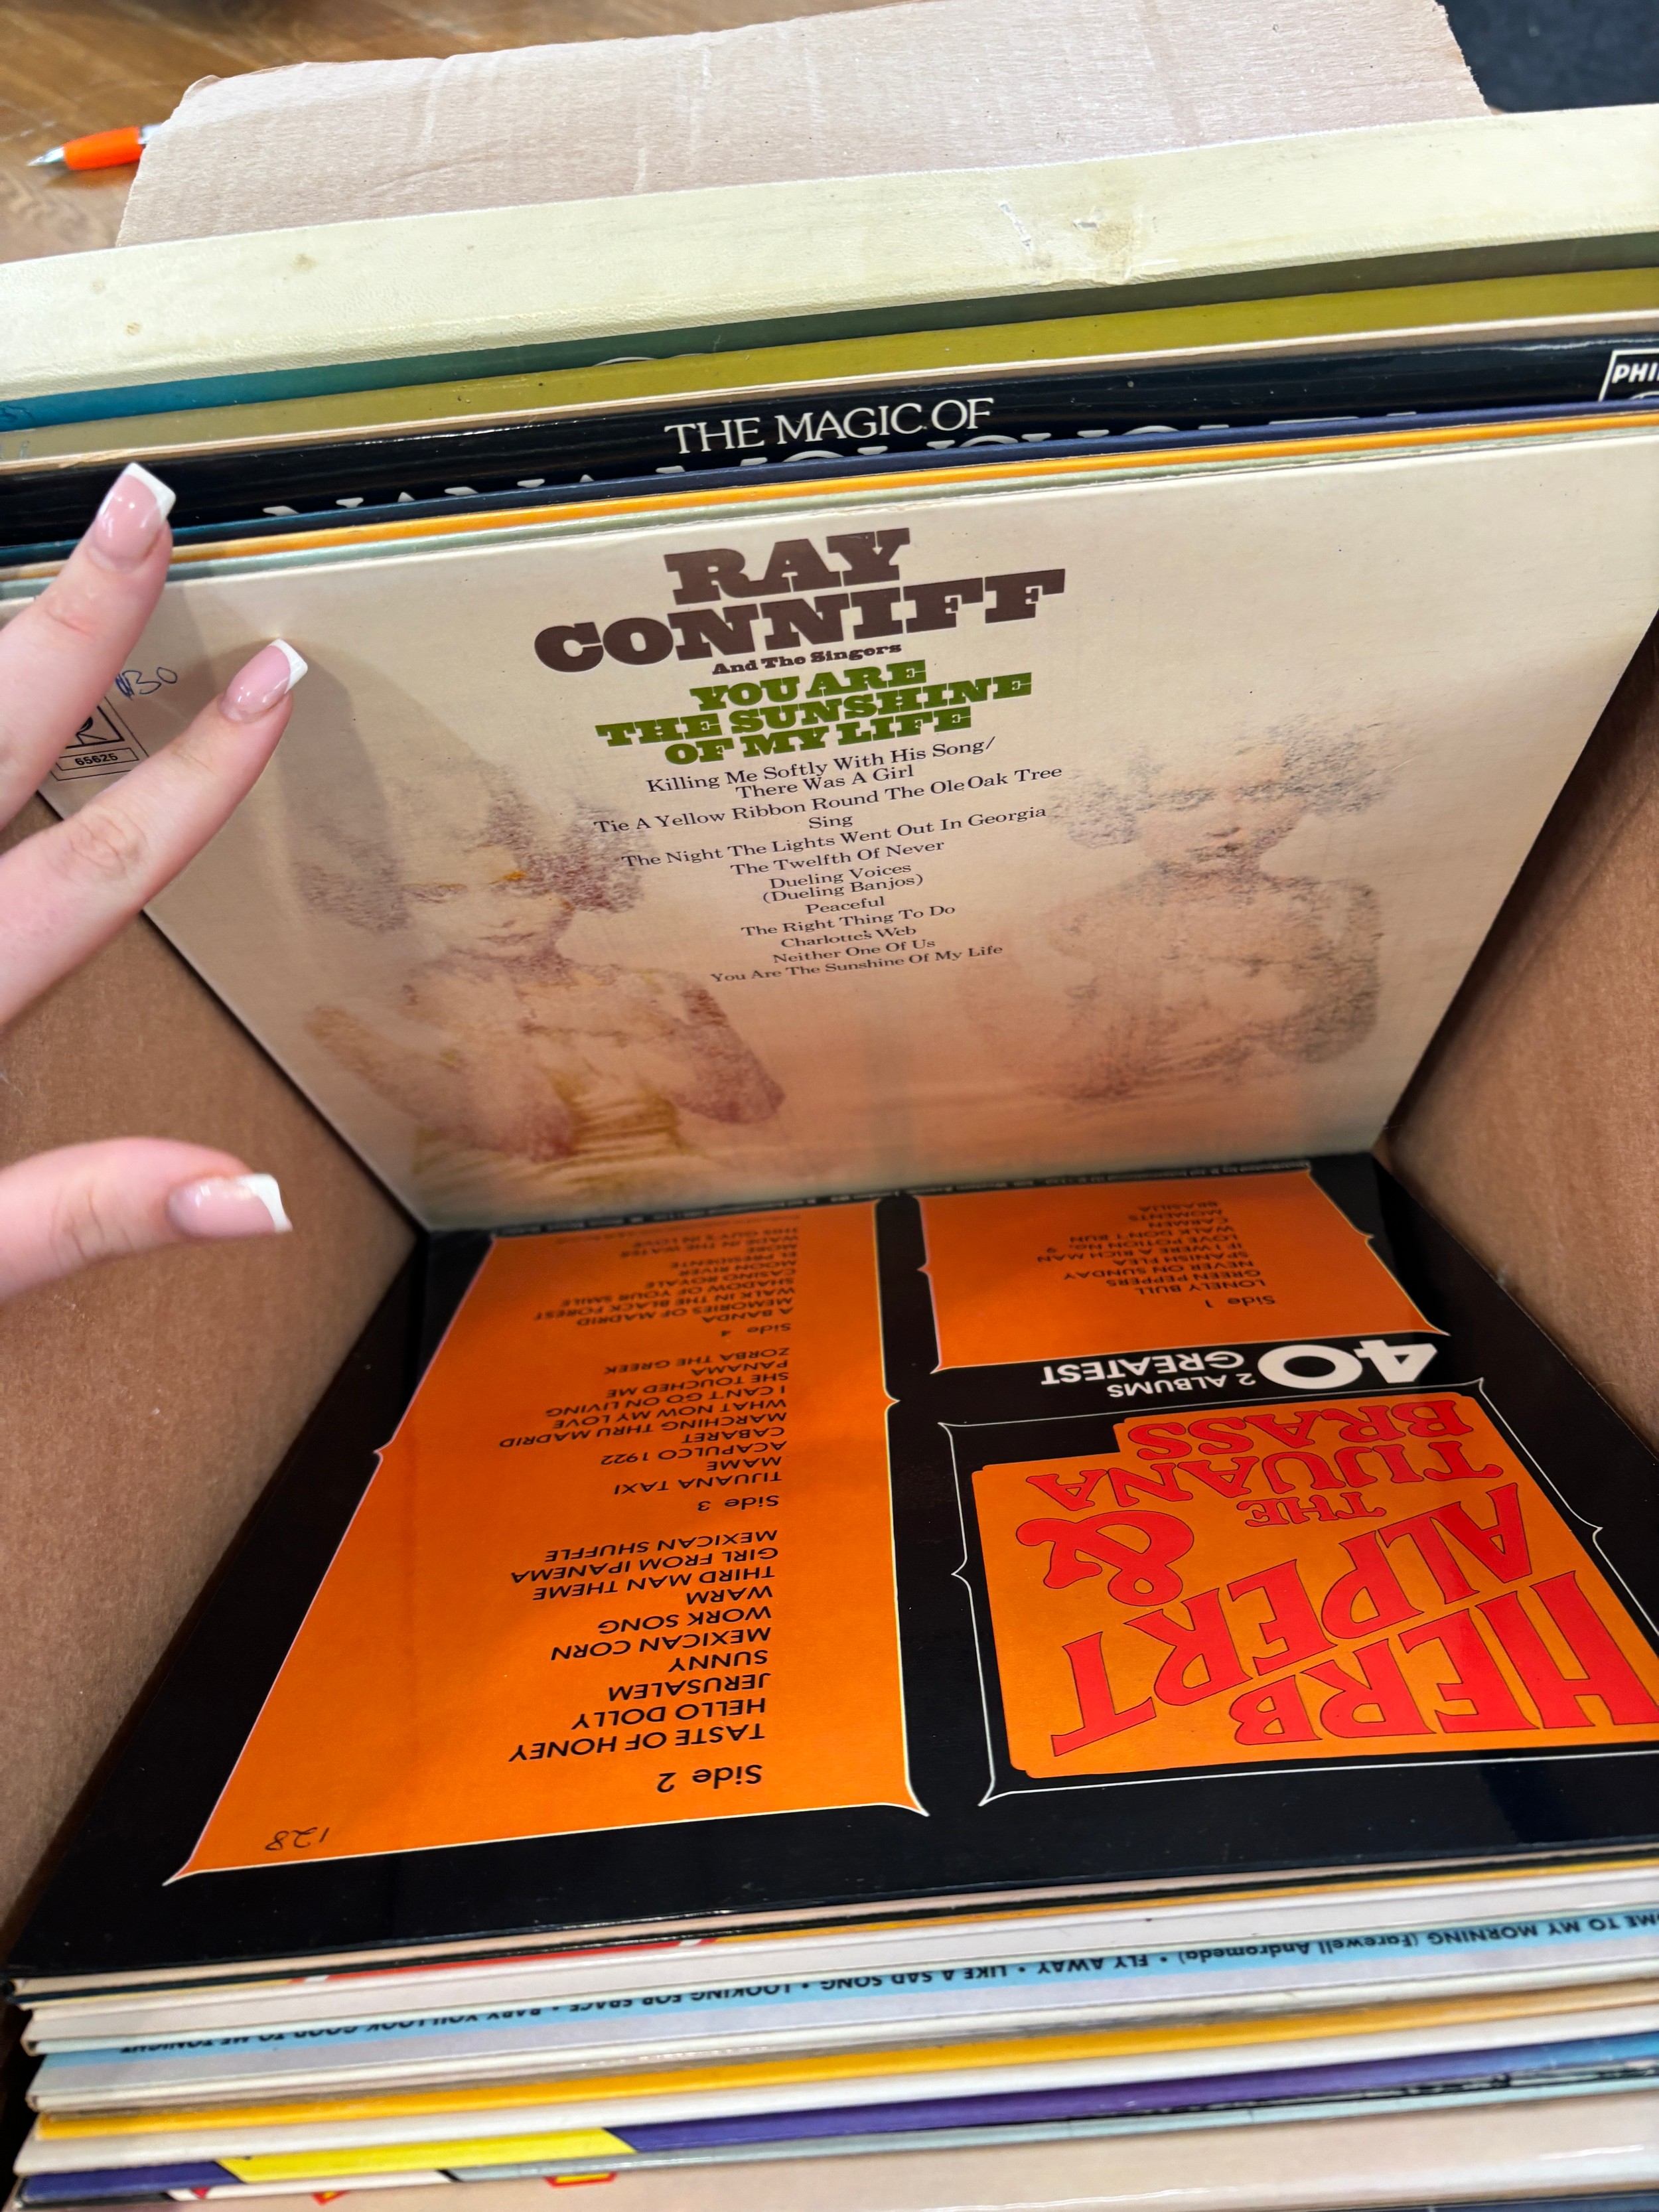 THE MAGIC OF
RAY
CONNIFF
And The Singers
YOU ARE
THE SUNSHINE
OF MY LIFE
Killing Me Softly With His Song/
There Was A Girl
Tie A Yellow Ribbon Round The Ole Oak Tree
Sing
The Night The Lights Went Out In Georgia
The Twelfth Of Never
Dueling Voices
(Dueling Banjos)
Peaceful
The Right Thing To Do
Charlotte's Web
Neither One Of Us
You Are The Sunshine Of My Life
65625
HERB
ALPERT
&
THE
TIJUANA
BRASS
40
2 ALBUMS
GREATEST
Side 1
LONELY BULL
GREEN PEPPERS
NEVER ON SUNDAY
SPANISH FLEA
IF I WERE A RICH MAN
LOVE POTION NO. 9
WALK DON'T RUN
CARMEN
MOMENTS
BRASILIA
128
Side 2
TASTE OF HONEY
HELLO DOLLY
JERUSALEM
SUNNY
MEXICAN CORN
WORK SONG
WARM
THIRD MAN THEME
GIRL FROM IPANEMA
MEXICAN SHUFFLE
Side 3
TIJUANA TAXI
MAME
ACAPULCO 1922
CABARET
MARCHING THRU MADRID
WHAT NOW MY LOVE
I CAN'T GO ON LIVING
SHE TOUCHED ME
PANAMA
ZORBA THE GREEK
Side 4
A BANDA
MEMORIES OF MADRID
WALK IN THE BLACK FOREST
SHADOW OF YOUR SMILE
CASINO ROYALE
MOON RIVER
EL PRESIDENTE
MORE
WADE IN THE WATER
THIS GUY'S IN LOVE
TO MY MORNING (Farewell Andromeda) • FLY AWAY • LIKE A SAD SONG • LOOKING FOR SPACE • BABY YOU LOOK GOOD TO ME TONIGHT